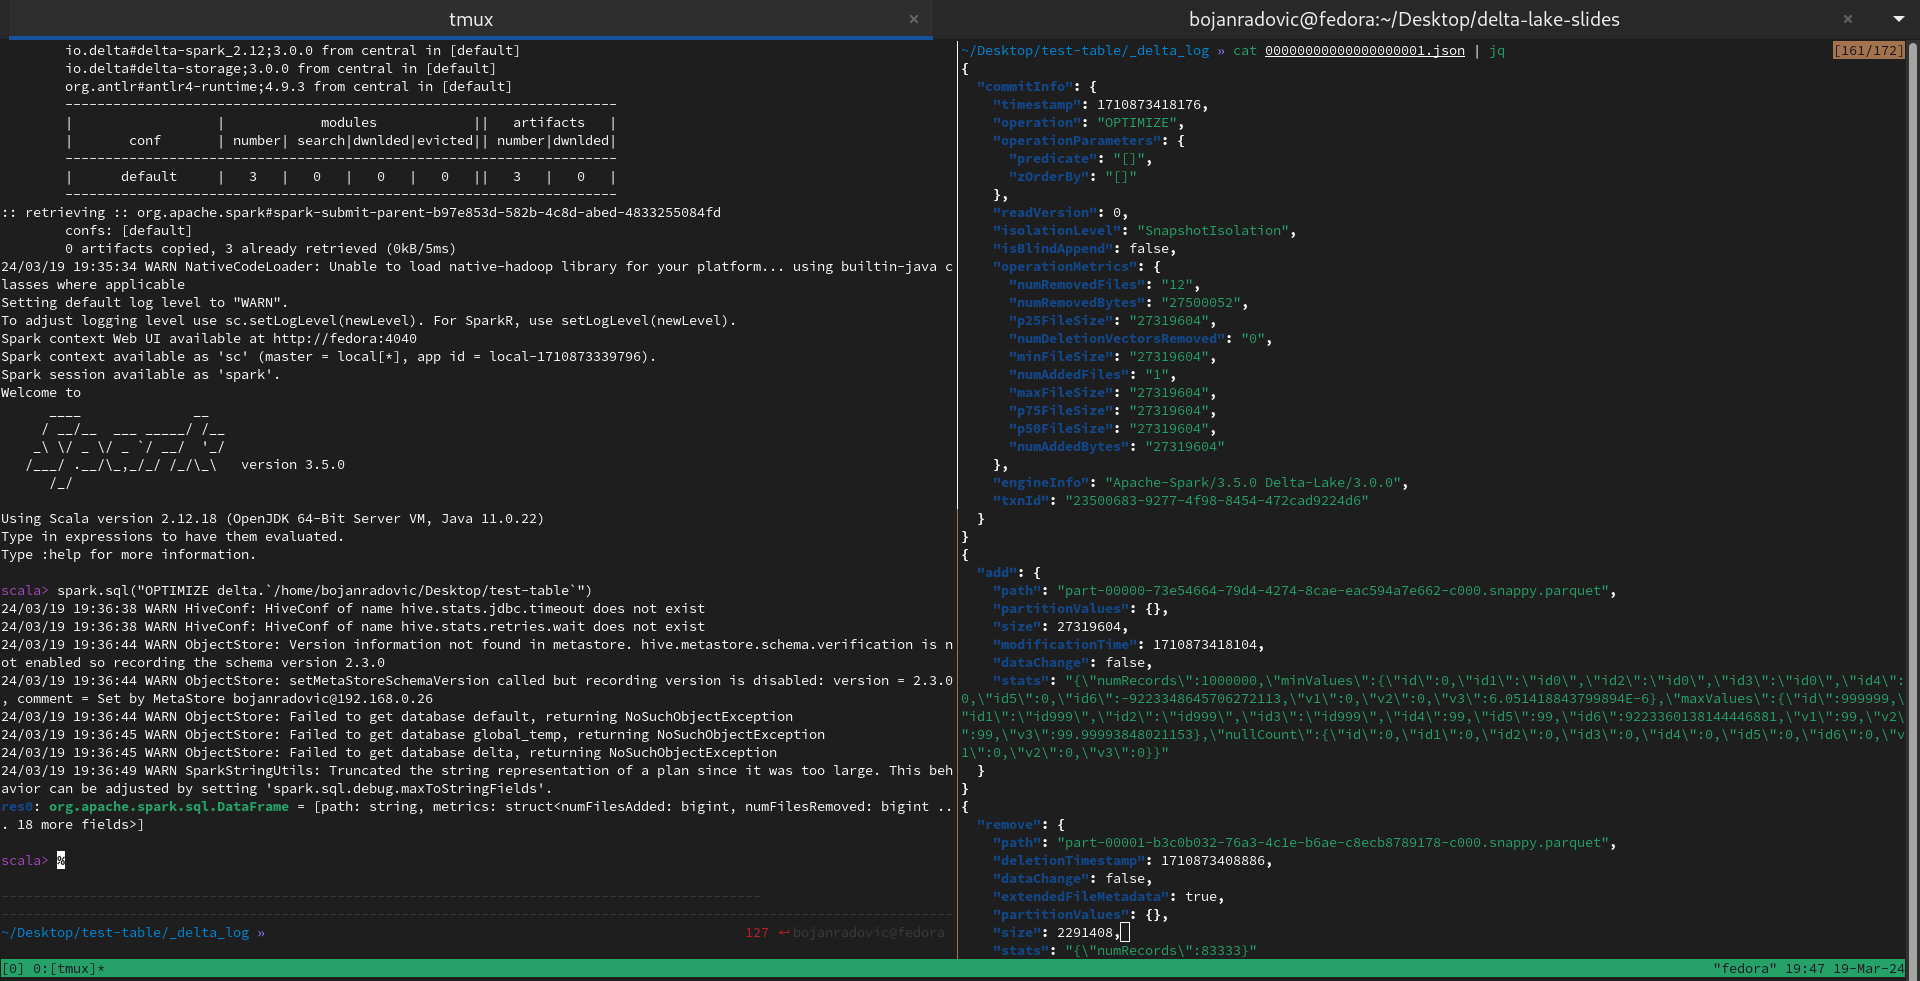 tmux
bojanradovic@fedora:~/Desktop/delta-lake-slides
io.delta#delta-spark_2.12;3.0.0 from central in [default]
io.delta#delta-storage;3.0.0 from central in [default]
org.antlr#antlr4-runtime;4.9.3 from central in [default]
---------------------------------------------------------------------
|                  |            modules            ||   artifacts   |
|       conf       | number| search|dwnlded|evicted|| number|dwnlded|
---------------------------------------------------------------------
|      default     |   3   |   0   |   0   |   0   ||   3   |   0   |
---------------------------------------------------------------------
:: retrieving :: org.apache.spark#spark-submit-parent-b97e853d-582b-4c8d-abed-4833255084fd
confs: [default]
0 artifacts copied, 3 already retrieved (0kB/5ms)
24/03/19 19:35:34 WARN NativeCodeLoader: Unable to load native-hadoop library for your platform... using builtin-java c
lasses where applicable
Setting default log level to "WARN".
To adjust logging level use sc.setLogLevel(newLevel). For SparkR, use setLogLevel(newLevel).
Spark context Web UI available at http://fedora:4040
Spark context available as 'sc' (master = local[*], app id = local-1710873339796).
Spark session available as 'spark'.
Welcome to
      ____              __
     / __/__  ___ _____/ /__
    _\ \/ _ \/ _ `/ __/  '_/
   /___/ .__/\_,_/_/ /_/\_\   version 3.5.0
      /_/
Using Scala version 2.12.18 (OpenJDK 64-Bit Server VM, Java 11.0.22)
Type in expressions to have them evaluated.
Type :help for more information.
scala> spark.sql("OPTIMIZE delta.`/home/bojanradovic/Desktop/test-table`")
24/03/19 19:36:38 WARN HiveConf: HiveConf of name hive.stats.jdbc.timeout does not exist
24/03/19 19:36:38 WARN HiveConf: HiveConf of name hive.stats.retries.wait does not exist
24/03/19 19:36:44 WARN ObjectStore: Version information not found in metastore. hive.metastore.schema.verification is n
ot enabled so recording the schema version 2.3.0
24/03/19 19:36:44 WARN ObjectStore: setMetaStoreSchemaVersion called but recording version is disabled: version = 2.3.0
, comment = Set by MetaStore bojanradovic@192.168.0.26
24/03/19 19:36:44 WARN ObjectStore: Failed to get database default, returning NoSuchObjectException
24/03/19 19:36:45 WARN ObjectStore: Failed to get database global_temp, returning NoSuchObjectException
24/03/19 19:36:45 WARN ObjectStore: Failed to get database delta, returning NoSuchObjectException
24/03/19 19:36:49 WARN SparkStringUtils: Truncated the string representation of a plan since it was too large. This beh
avior can be adjusted by setting 'spark.sql.debug.maxToStringFields'.
res0: org.apache.spark.sql.DataFrame = [path: string, metrics: struct<numFilesAdded: bigint, numFilesRemoved: bigint ..
. 18 more fields>]
scala> %
~/Desktop/test-table/_delta_log » 127 ↵ bojanradovic@fedora
~/Desktop/test-table/_delta_log » cat 00000000000000000001.json | jq [161/172]
{
"commitInfo": {
"timestamp": 1710873418176,
"operation": "OPTIMIZE",
"operationParameters": {
"predicate": "[]",
"zOrderBy": "[]"
},
"readVersion": 0,
"isolationLevel": "SnapshotIsolation",
"isBlindAppend": false,
"operationMetrics": {
"numRemovedFiles": "12",
"numRemovedBytes": "27500052",
"p25FileSize": "27319604",
"numDeletionVectorsRemoved": "0",
"minFileSize": "27319604",
"numAddedFiles": "1",
"maxFileSize": "27319604",
"p75FileSize": "27319604",
"p50FileSize": "27319604",
"numAddedBytes": "27319604"
},
"engineInfo": "Apache-Spark/3.5.0 Delta-Lake/3.0.0",
"txnId": "23500683-9277-4f98-8454-472cad9224d6"
}
}
{
"add": {
"path": "part-00000-73e54664-79d4-4274-8cae-eac594a7e662-c000.snappy.parquet",
"partitionValues": {},
"size": 27319604,
"modificationTime": 1710873418104,
"dataChange": false,
"stats": "{\"numRecords\":1000000,\"minValues\":{\"id\":0,\"id1\":\"id0\",\"id2\":\"id0\",\"id3\":\"id0\",\"id4\":
0,\"id5\":0,\"id6\":-9223348645706272113,\"v1\":0,\"v2\":0,\"v3\":6.051418843799894E-6},\"maxValues\":{\"id\":999999,\
"id1\":\"id999\",\"id2\":\"id999\",\"id3\":\"id999\",\"id4\":99,\"id5\":99,\"id6\":9223360138144446881,\"v1\":99,\"v2\
":99,\"v3\":99.99993848021153},\"nullCount\":{\"id\":0,\"id1\":0,\"id2\":0,\"id3\":0,\"id4\":0,\"id5\":0,\"id6\":0,\"v
1\":0,\"v2\":0,\"v3\":0}}"
}
}
{
"remove": {
"path": "part-00001-b3c0b032-76a3-4c1e-b6ae-c8ecb8789178-c000.snappy.parquet",
"deletionTimestamp": 1710873408886,
"dataChange": false,
"extendedFileMetadata": true,
"partitionValues": {},
"size": 2291408,
"stats": "{\"numRecords\":83333}"
[0] 0:[tmux]* "fedora" 19:47 19-Mar-24